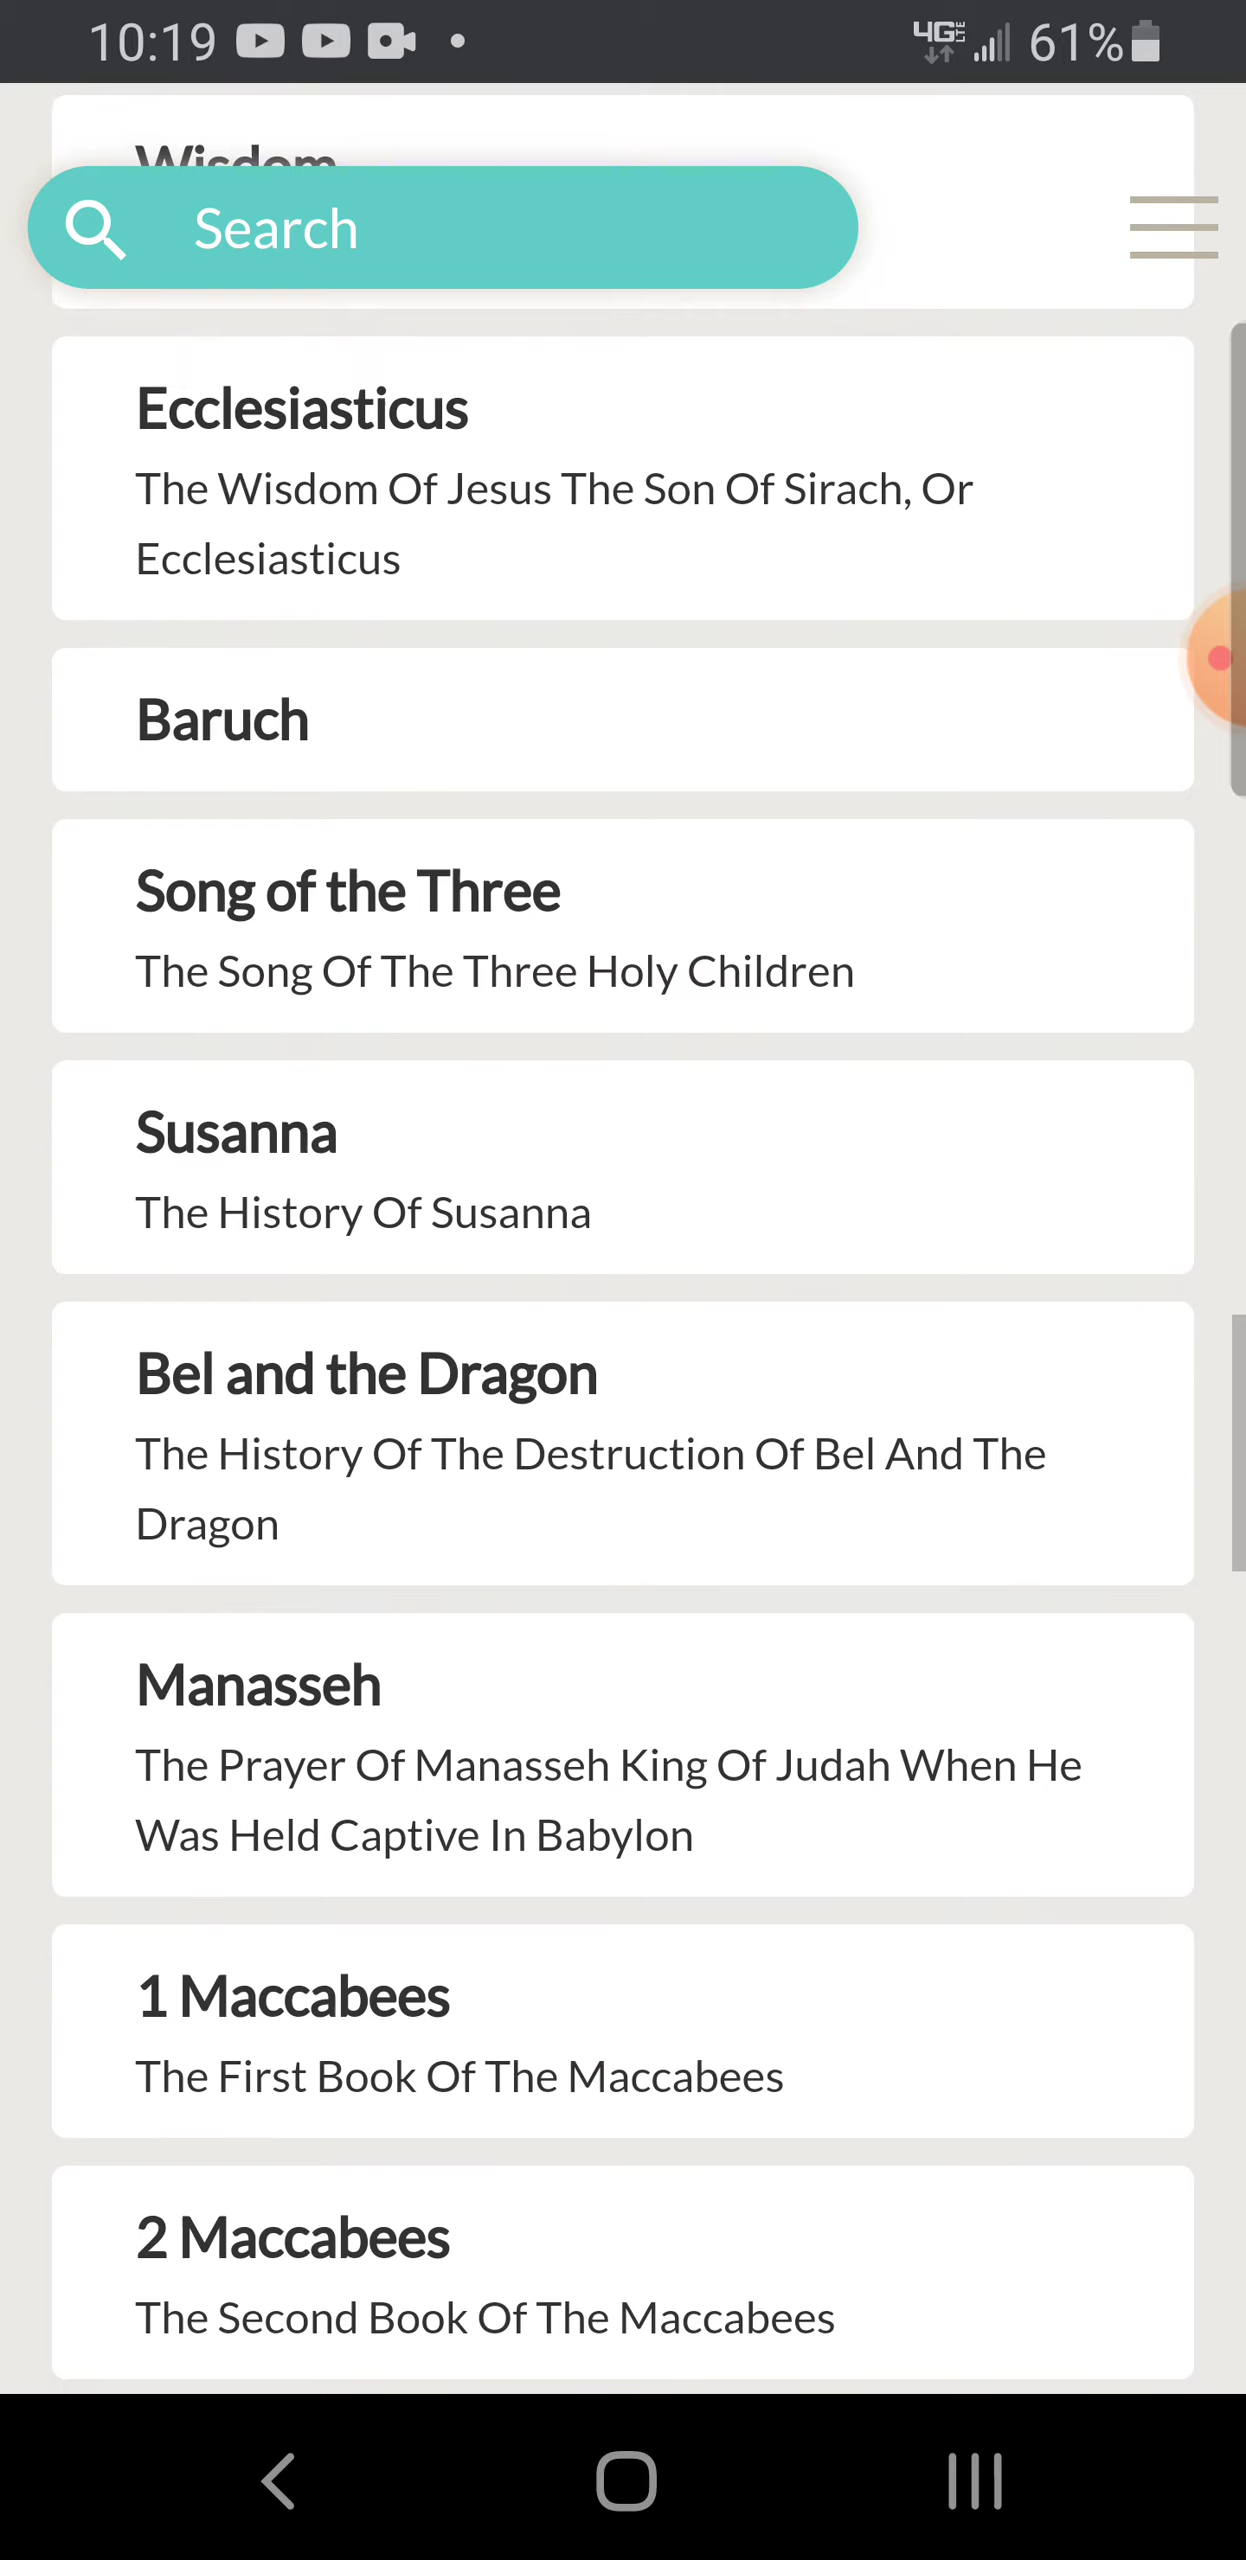 10:19 4G LTE 61%
Wisdom
Search
Ecclesiasticus
The Wisdom Of Jesus The Son Of Sirach, Or
Ecclesiasticus
Baruch
Song of the Three
The Song Of The Three Holy Children
Susanna
The History Of Susanna
Bel and the Dragon
The History Of The Destruction Of Bel And The
Dragon
Manasseh
The Prayer Of Manasseh King Of Judah When He
Was Held Captive In Babylon
1 Maccabees
The First Book Of The Maccabees
2 Maccabees
The Second Book Of The Maccabees